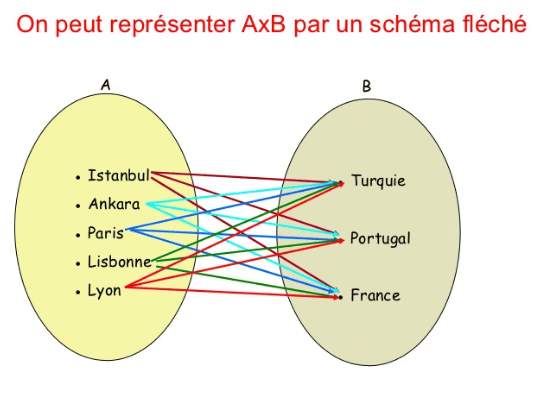 On peut représenter AxB par un schéma fléché
A
B
Istanbul
Ankara
Paris
Lisbonne
Lyon
Turquie
Portugal
France